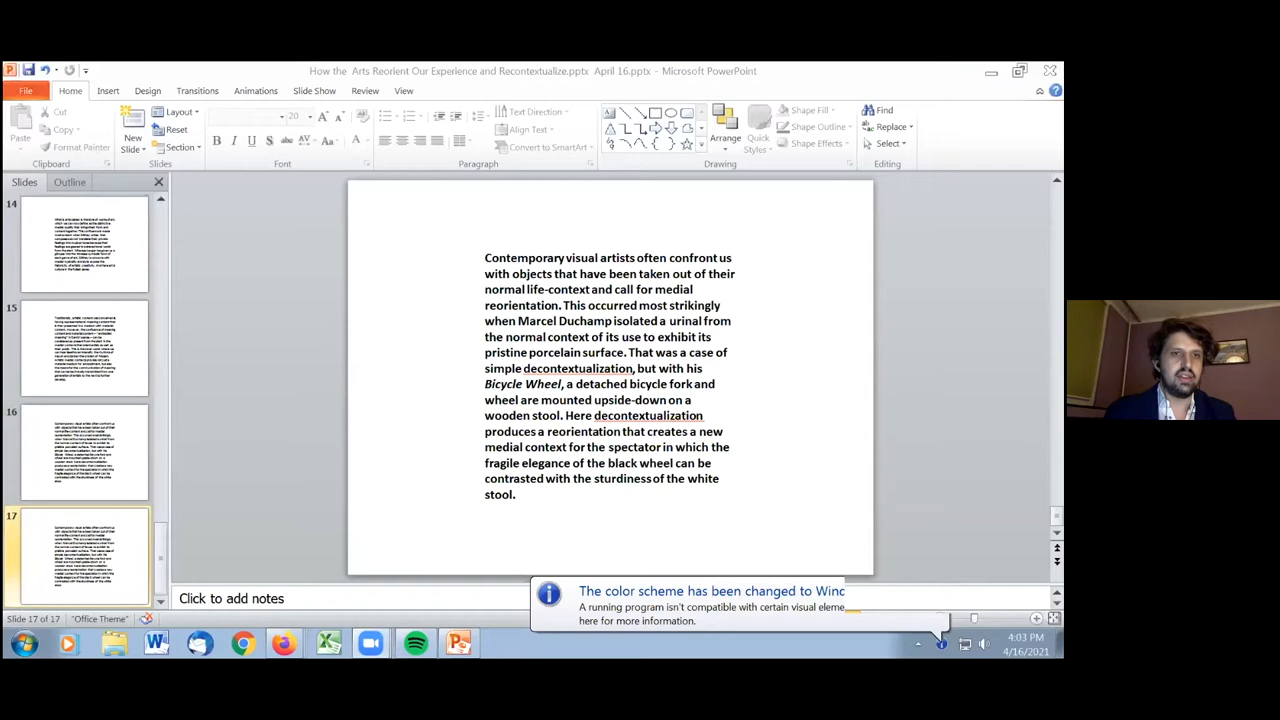 How the Arts Reorient Our Experience and Recontextualize.pptx April 16.pptx - Microsoft PowerPoint
File Home Insert Design Transitions Animations Slide Show Review View
Paste
Cut
Copy
Format Painter
Clipboard
New
Slide
Layout
Reset
Section
Slides
20
Font
Text Direction
Align Text
Convert to SmartArt
Paragraph
Arrange
Quick
Styles
Shape Fill
Shape Outline
Shape Effects
Drawing
Find
Replace
Select
Editing
Slides Outline
14
15
16
17
Contemporary visual artists often confront us
with objects that have been taken out of their
normal life-context and call for medial
reorientation. This occurred most strikingly
when Marcel Duchamp isolated a urinal from
the normal context of its use to exhibit its
pristine porcelain surface. That was a case of
simple decontextualization, but with his
Bicycle Wheel, a detached bicycle fork and
wheel are mounted upside-down on a
wooden stool. Here decontextualization
produces a reorientation that creates a new
medial context for the spectator in which the
fragile elegance of the black wheel can be
contrasted with the sturdiness of the white
stool.
Click to add notes
The color scheme has been changed to Wind
A running program isn't compatible with certain visual eleme
here for more information.
Slide 17 of 17 "Office Theme"
4:03 PM
4/16/2021